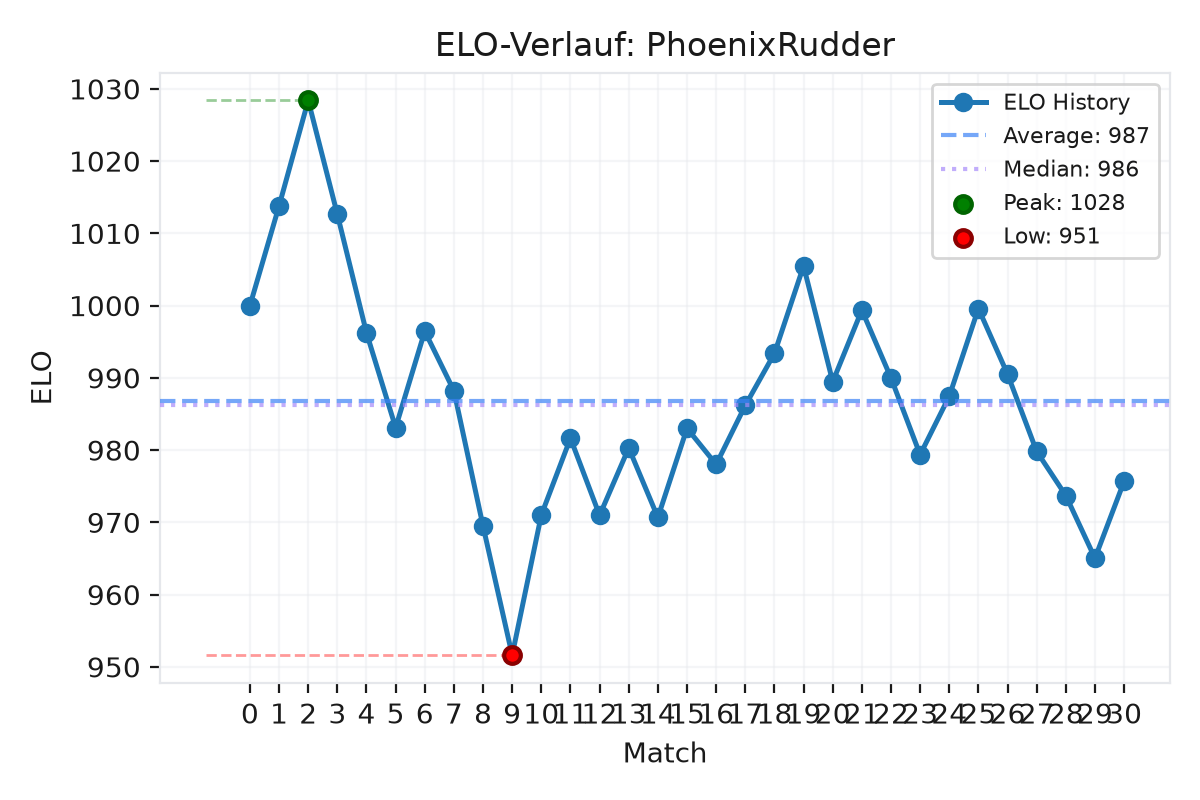 ELO-Verlauf: PhoenixRudder
ELO History
Average: 987
Median: 986
Peak: 1028
Low: 951
1030
1020
1010
1000
990
980
970
960
950
ELO
0 1 2 3 4 5 6 7 8 9 10 11 12 13 14 15 16 17 18 19 20 21 22 23 24 25 26 27 28 29 30
Match